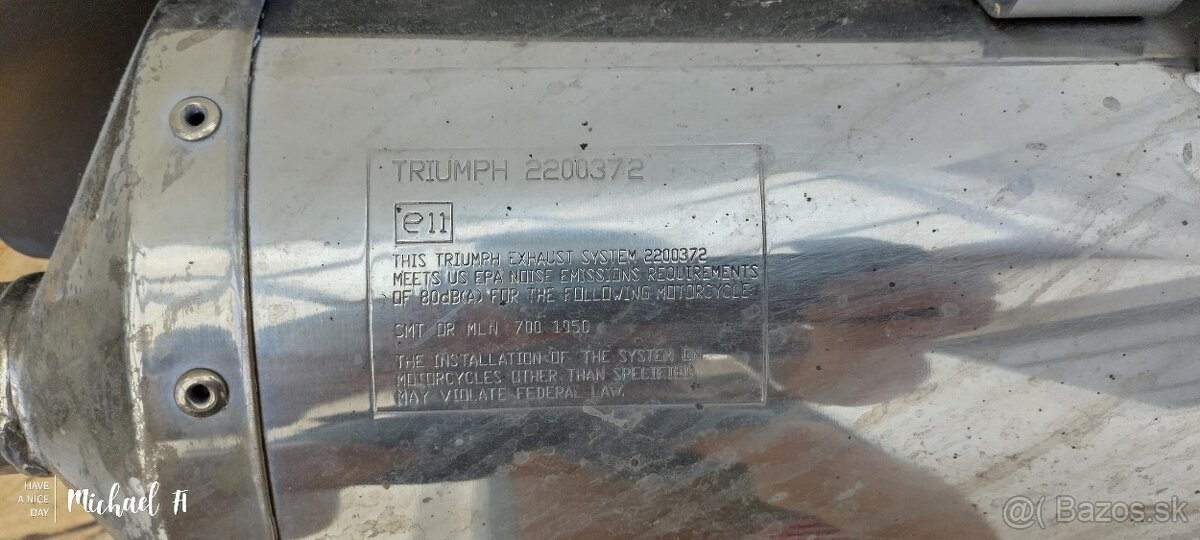 TRIUMPH 2200372
e11
THIS TRIUMPH EXHAUST SYSTEM 2200372
MEETS US EPA NOISE EMISSIONS REQUIREMENTS
OF 80dB(A) FOR THE FOLLOWING MOTORCYCLE
SMT OR MLN 700 1950
THE INSTALLATION OF THE SYSTEM ON
MOTORCYCLES OTHER THAN SPECIFIED
MAY VIOLATE FEDERAL LAW.
HAVE
A NICE
DAY
Michael A
@( Bazos.sk